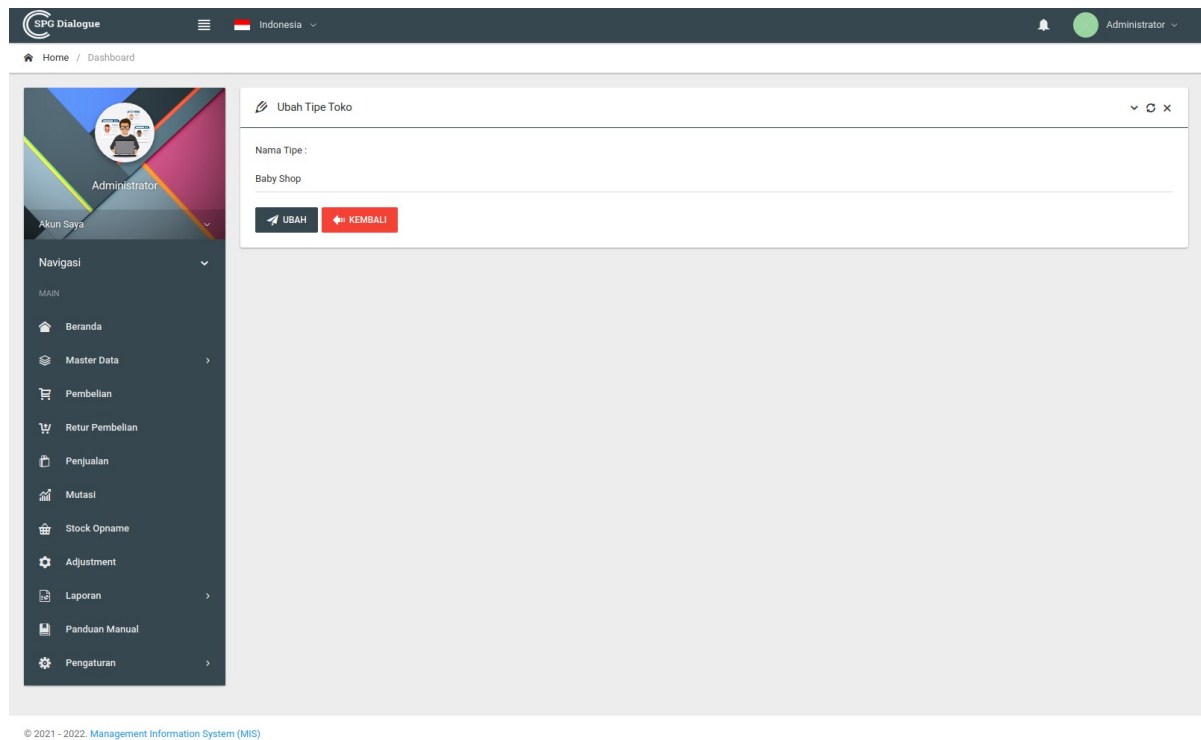 SPG Dialogue
Indonesia
Administrator
Home / Dashboard
Administrator
Akun Saya
Navigasi
MAIN
Beranda
Master Data
Pembelian
Retur Pembelian
Penjualan
Mutasi
Stock Opname
Adjustment
Laporan
Panduan Manual
Pengaturan
Ubah Tipe Toko
Nama Tipe :
Baby Shop
UBAH
KEMBALI
© 2021 - 2022. Management Information System (MIS)